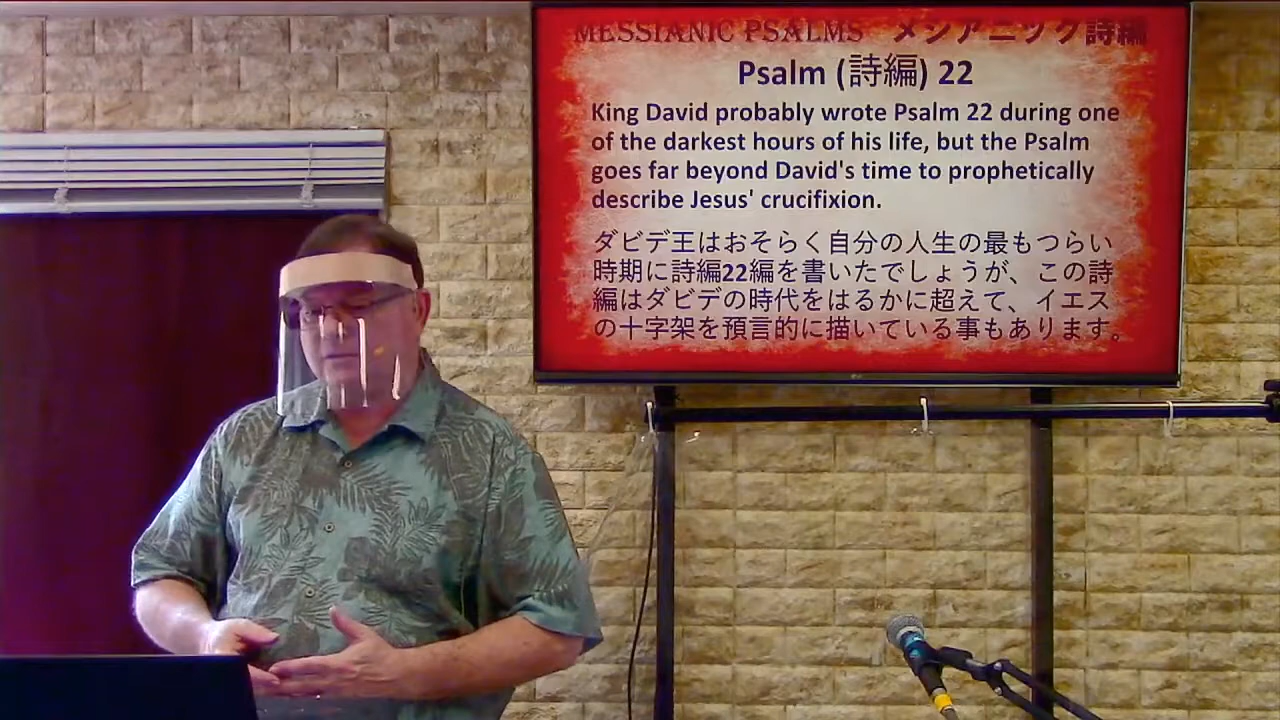 MESSIANIC PSALMS メシアニック詩編
Psalm (詩編) 22
King David probably wrote Psalm 22 during one
of the darkest hours of his life, but the Psalm
goes far beyond David's time to prophetically
describe Jesus' crucifixion.
ダビデ王はおそらく自分の人生の最もつらい
時期に詩編22編を書いたでしょうが、この詩
編はダビデの時代をはるかに超えて、イエス
の十字架を預言的に描いている事もあります。